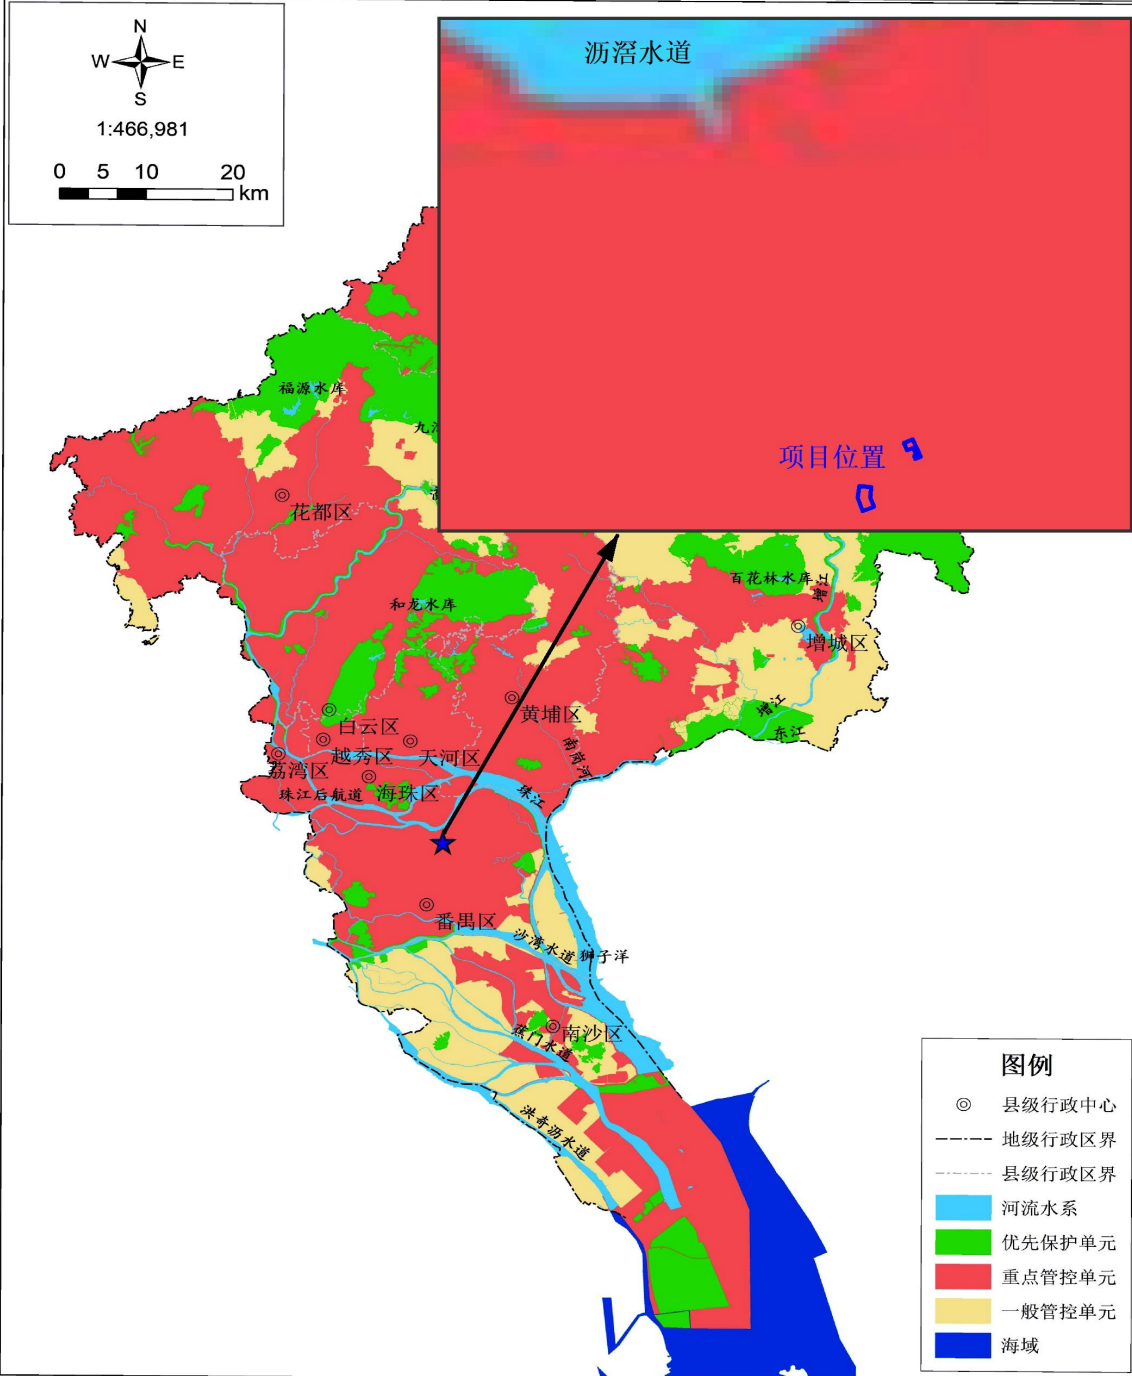 N
W E
S
1:466,981
0 5 10 20
km
沥滘水道
项目位置
福源水库
九
花都区
和龙水库
百花林水库
增江
增城区
增江
东江
白云区
越秀区
天河区
黄埔区
南岗河
荔湾区
海珠区
珠江后航道
珠江
番禺区
沙湾水道
狮子洋
南沙区
蕉门水道
洪奇沥水道
图例
县级行政中心
地级行政区界
县级行政区界
河流水系
优先保护单元
重点管控单元
一般管控单元
海域